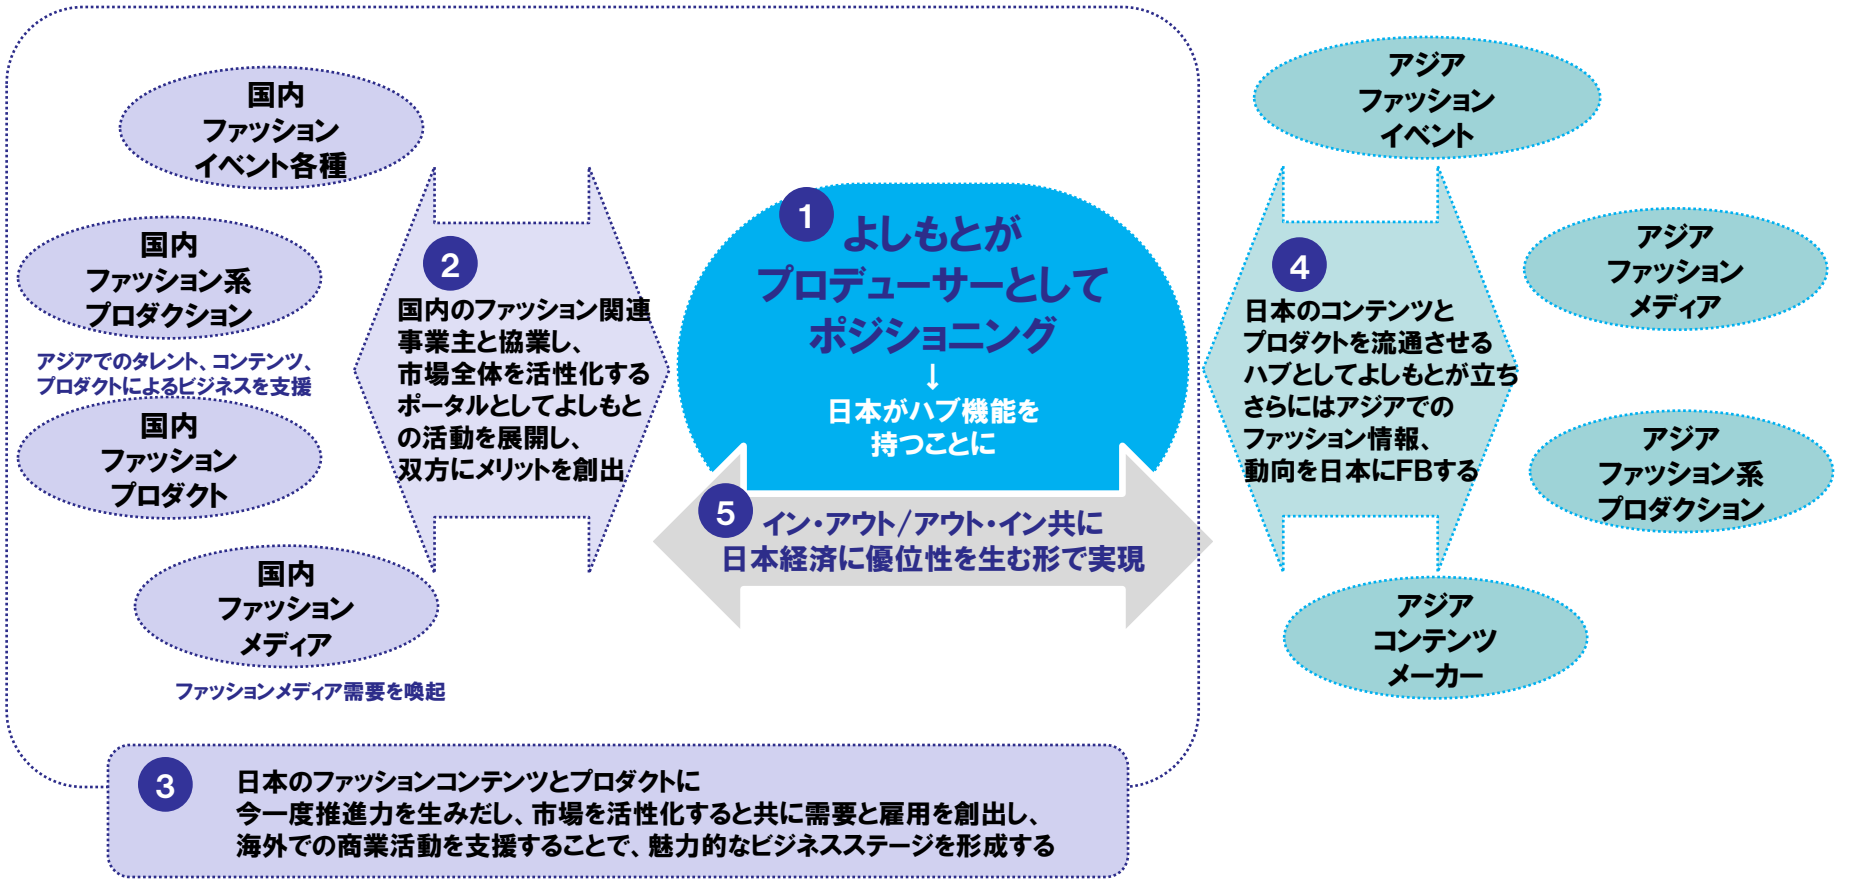 国内
ファッション
イベント各種
国内
ファッション系
プロダクション
アジアでのタレント、コンテンツ、
プロダクトによるビジネスを支援
国内
ファッション
プロダクト
国内
ファッション
メディア
ファッションメディア需要を喚起
2
国内のファッション関連
事業主と協業し、
市場全体を活性化する
ポータルとしてよしもと
の活動を展開し、
双方にメリットを創出
1
よしもとが
プロデューサーとして
ポジショニング
↓
日本がハブ機能を
持つことに
5
イン・アウト/アウト・イン共に
日本経済に優位性を生む形で実現
4
日本のコンテンツと
プロダクトを流通させる
ハブとしてよしもとが立ち
さらにはアジアでの
ファッション情報、
動向を日本にFBする
アジア
ファッション
イベント
アジア
ファッション
メディア
アジア
ファッション系
プロダクション
アジア
コンテンツ
メーカー
3
日本のファッションコンテンツとプロダクトに
今一度推進力を生みだし、市場を活性化すると共に需要と雇用を創出し、
海外での商業活動を支援することで、魅力的なビジネスステージを形成する